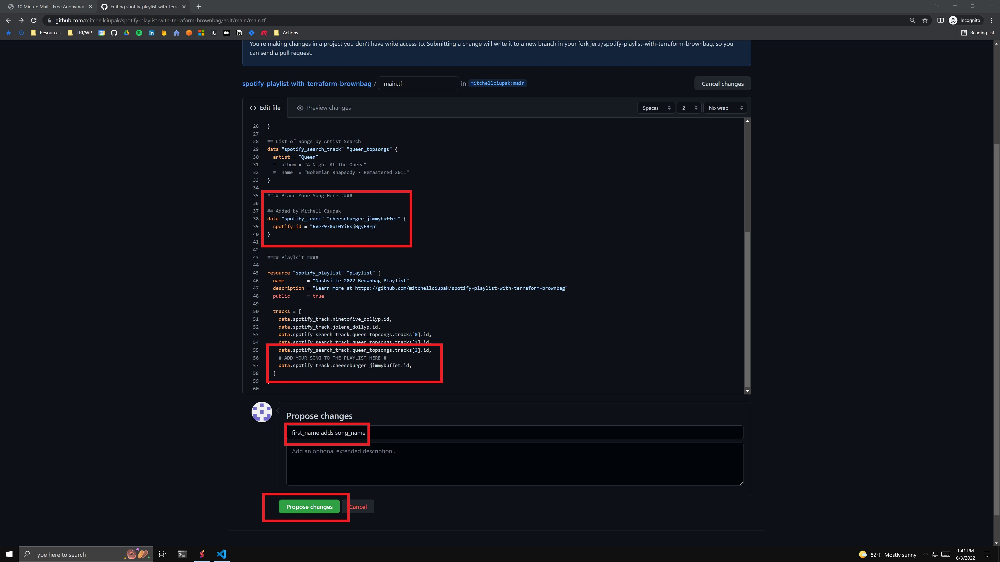 10 Minute Mail - Free Anonymou
Editing spotify-playlist-with-terra
github.com/mitchellciupak/spotify-playlist-with-terraform-brownbag/edit/main/main.tf
Incognito
Resources
TRI/WP
Actions
Reading list
You're making changes in a project you don't have write access to. Submitting a change will write it to a new branch in your fork jertr/spotify-playlist-with-terraform-brownbag, so you
can send a pull request.
spotify-playlist-with-terraform-brownbag / main.tf in mitchellciupak:main
Cancel changes
<> Edit file
Preview changes
Spaces
2
No wrap
26 }
27
28 ## List of Songs by Artist Search
29 data "spotify_search_track" "queen_topsongs" {
30 artist = "Queen"
31 # album = "A Night At The Opera"
32 # name = "Bohemian Rhapsody - Remastered 2011"
33 }
34
35 #### Place Your Song Here ####
36
37 ## Added by Mithell Ciupak
38 data "spotify_track" "cheeseburger_jimmybuffet" {
39 spotify_id = "6VeZ970uI0Yi6sjBgyFBrp"
40 }
41
42
43 #### Playlsit ####
44
45 resource "spotify_playlist" "playlist" {
46 name = "Nashville 2022 Brownbag Playlist"
47 description = "Learn more at https://github.com/mitchellciupak/spotify-playlist-with-terraform-brownbag"
48 public = true
49
50 tracks = [
51 data.spotify_track.ninetofive_dollyp.id,
52 data.spotify_track.jolene_dollyp.id,
53 data.spotify_search_track.queen_topsongs.tracks[0].id,
54 data.spotify_search_track.queen_topsongs.tracks[1].id,
55 data.spotify_search_track.queen_topsongs.tracks[2].id,
56 # ADD YOUR SONG TO THE PLAYLIST HERE #
57 data.spotify_track.cheeseburger_jimmybuffet.id,
58 ]
59 }
60
Propose changes
first_name adds song_name
Add an optional extended description...
Propose changes
Cancel
Type here to search
82°F Mostly sunny
1:41 PM
6/3/2022